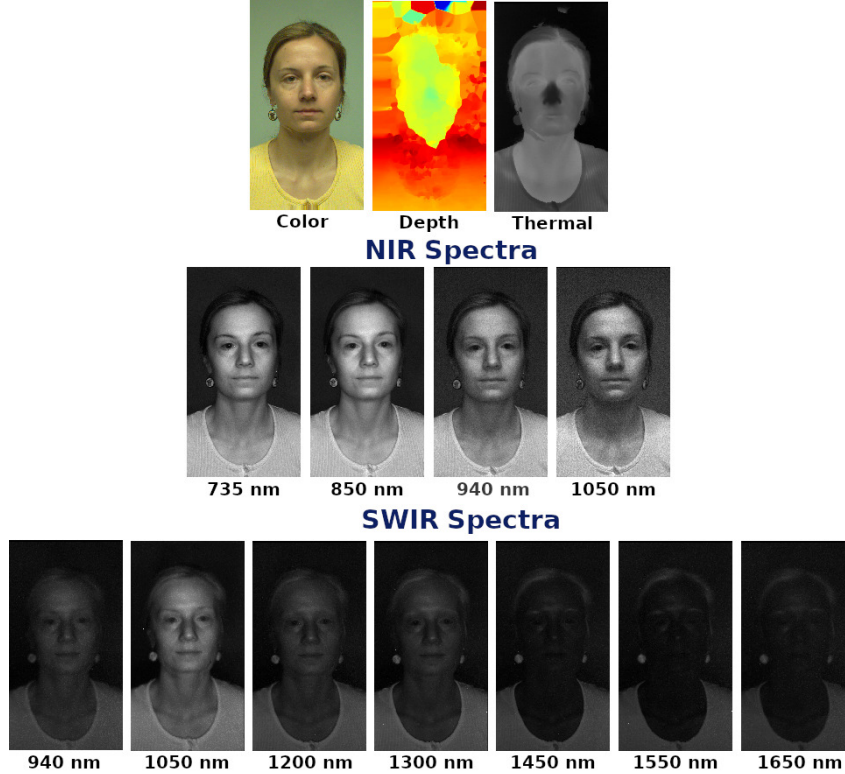 Color Depth Thermal
NIR Spectra
735 nm 850 nm 940 nm 1050 nm
SWIR Spectra
940 nm 1050 nm 1200 nm 1300 nm 1450 nm 1550 nm 1650 nm